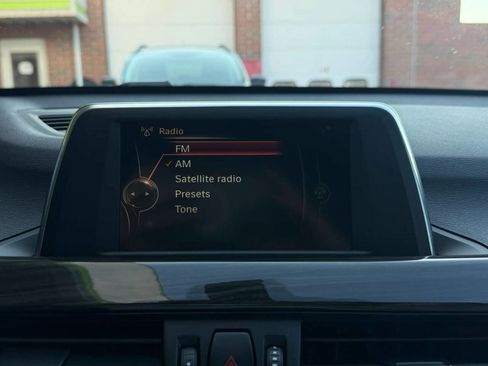 Radio
FM
✓ AM
Satellite radio
Presets
Tone